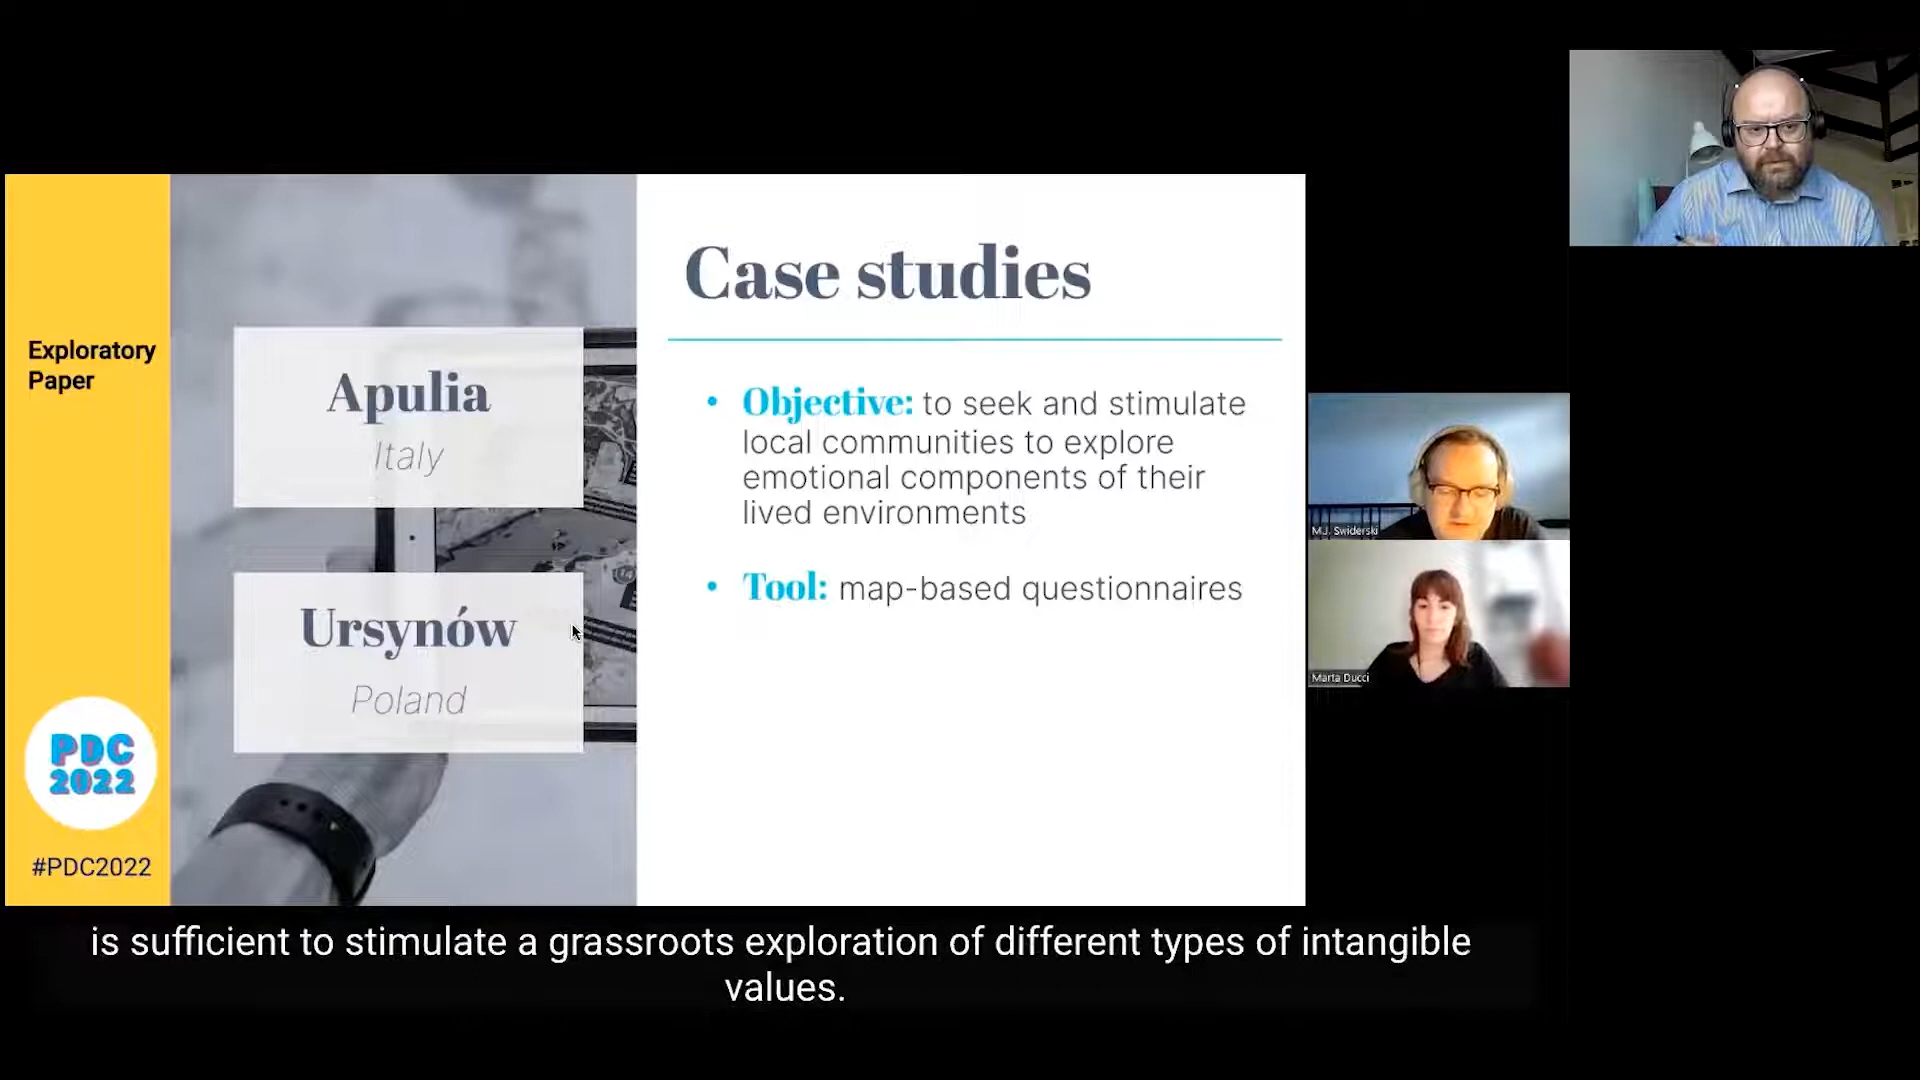 Exploratory
Paper
PDC
2022
#PDC2022
Apulia
Italy
Ursynów
Poland
Case studies
• Objective: to seek and stimulate
local communities to explore
emotional components of their
lived environments
• Tool: map-based questionnaires
M.J. Swiderski
Marta Ducci
is sufficient to stimulate a grassroots exploration of different types of intangible
values.